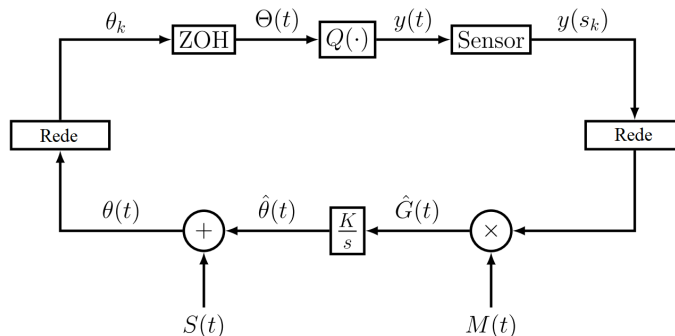 θ_k ZOH Θ(t) Q(·) y(t) Sensor y(s_k)
Rede Rede
θ(t) + θ̂(t) K/s Ĝ(t) ×
S(t) M(t)